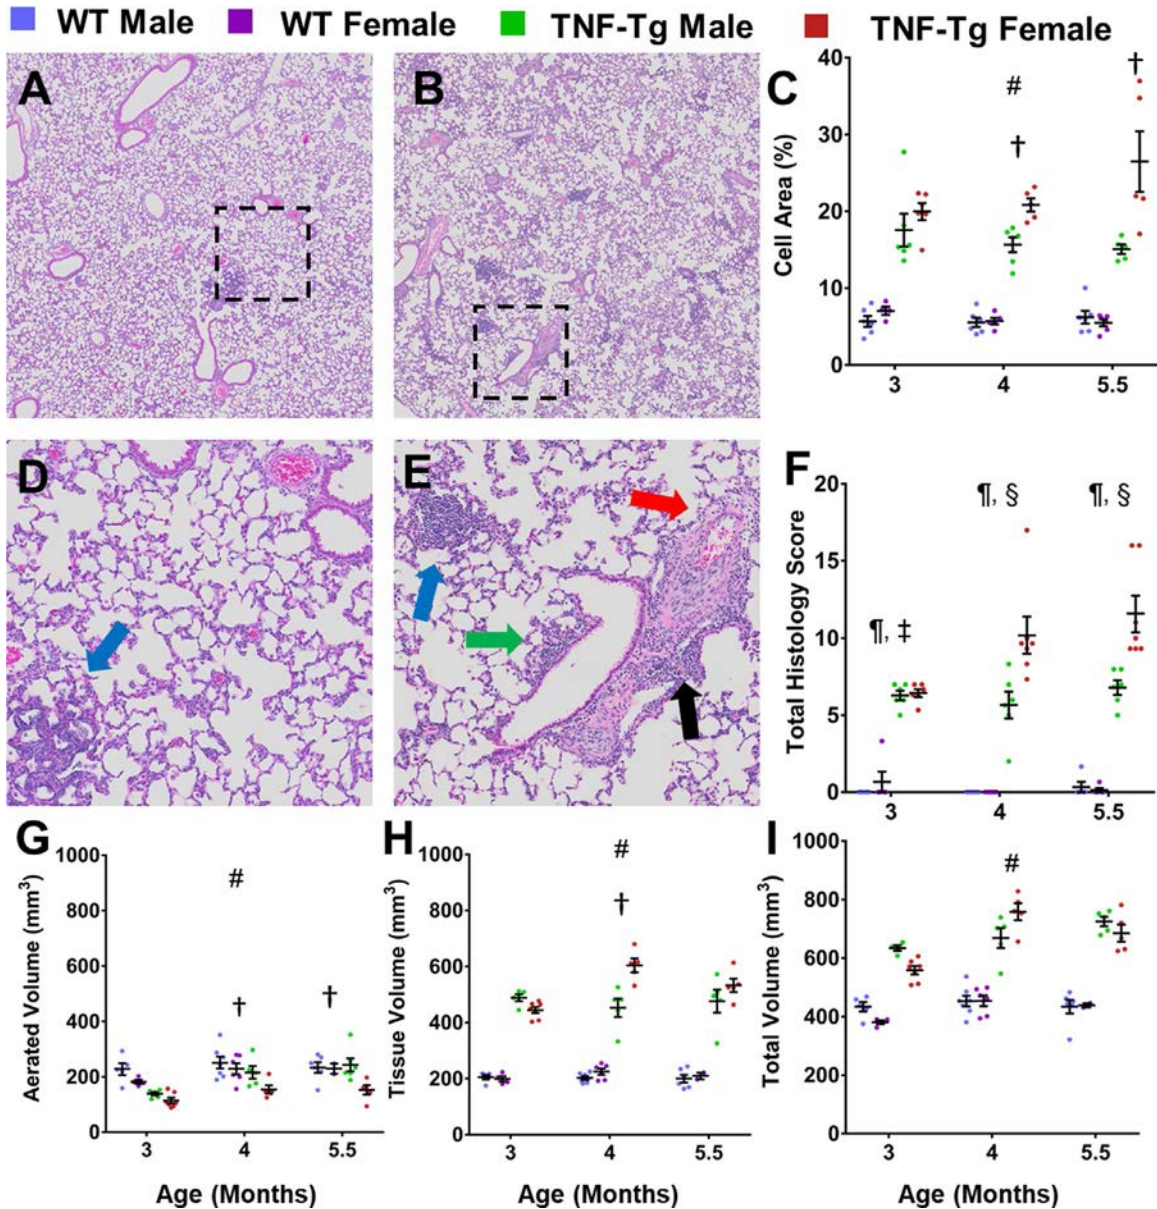 WT Male WT Female TNF-Tg Male TNF-Tg Female
A
B
C
Cell Area (%)
40
30
20
10
0
#
†
†
3 4 5.5
D
E
F
Total Histology Score
20
15
10
5
0
¶, ‡
¶, §
¶, §
3 4 5.5
G
Aerated Volume (mm³)
1000
800
600
400
200
0
#
†
†
3 4 5.5
Age (Months)
H
Tissue Volume (mm³)
1000
800
600
400
200
0
#
†
3 4 5.5
I
Total Volume (mm³)
1000
800
600
400
200
0
#
3 4 5.5
Age (Months)